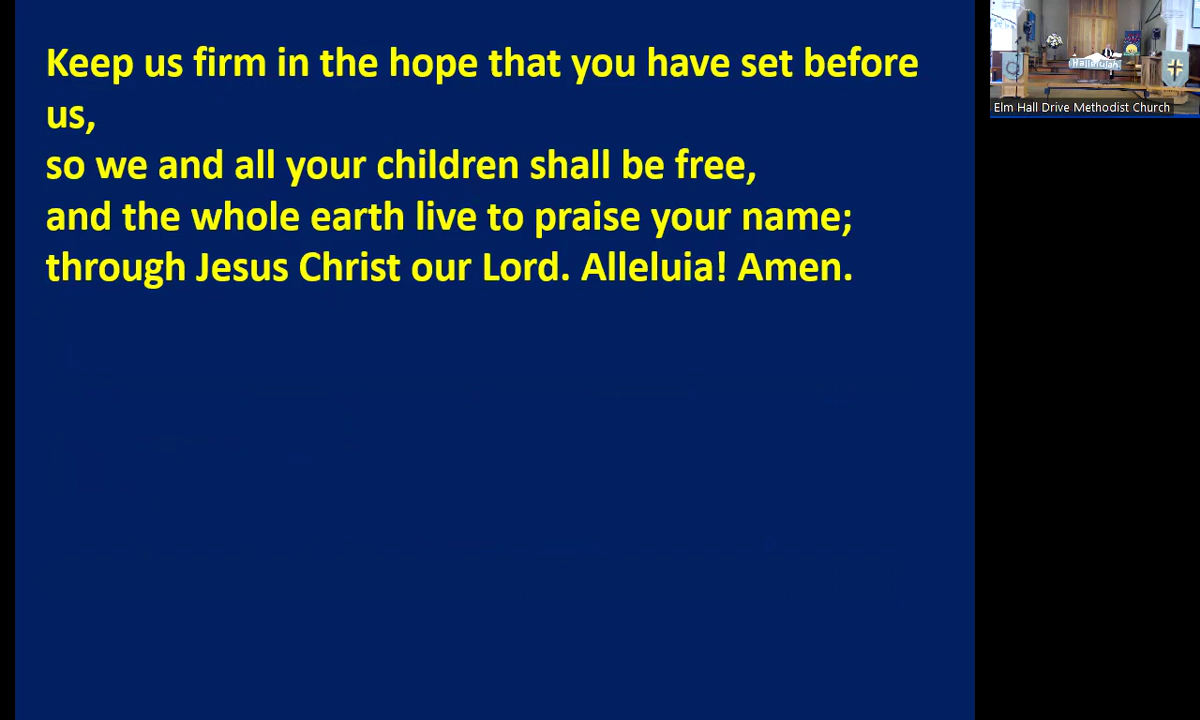 Keep us firm in the hope that you have set before
us,
so we and all your children shall be free,
and the whole earth live to praise your name;
through Jesus Christ our Lord. Alleluia! Amen.
Hallelujah
Elm Hall Drive Methodist Church